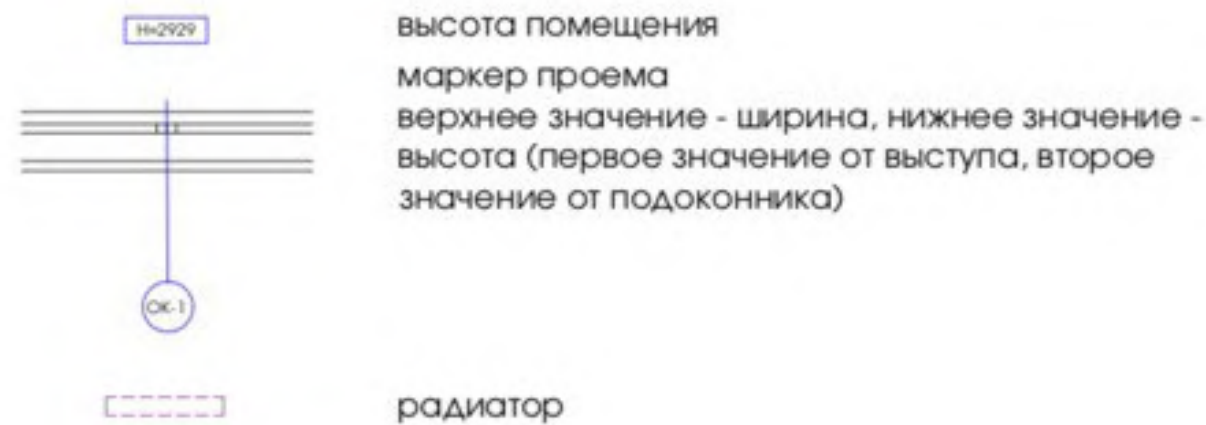 H=2929
высота помещения
маркер проема
верхнее значение - ширина, нижнее значение -
высота (первое значение от выступа, второе
значение от подоконника)
ОК-1
радиатор